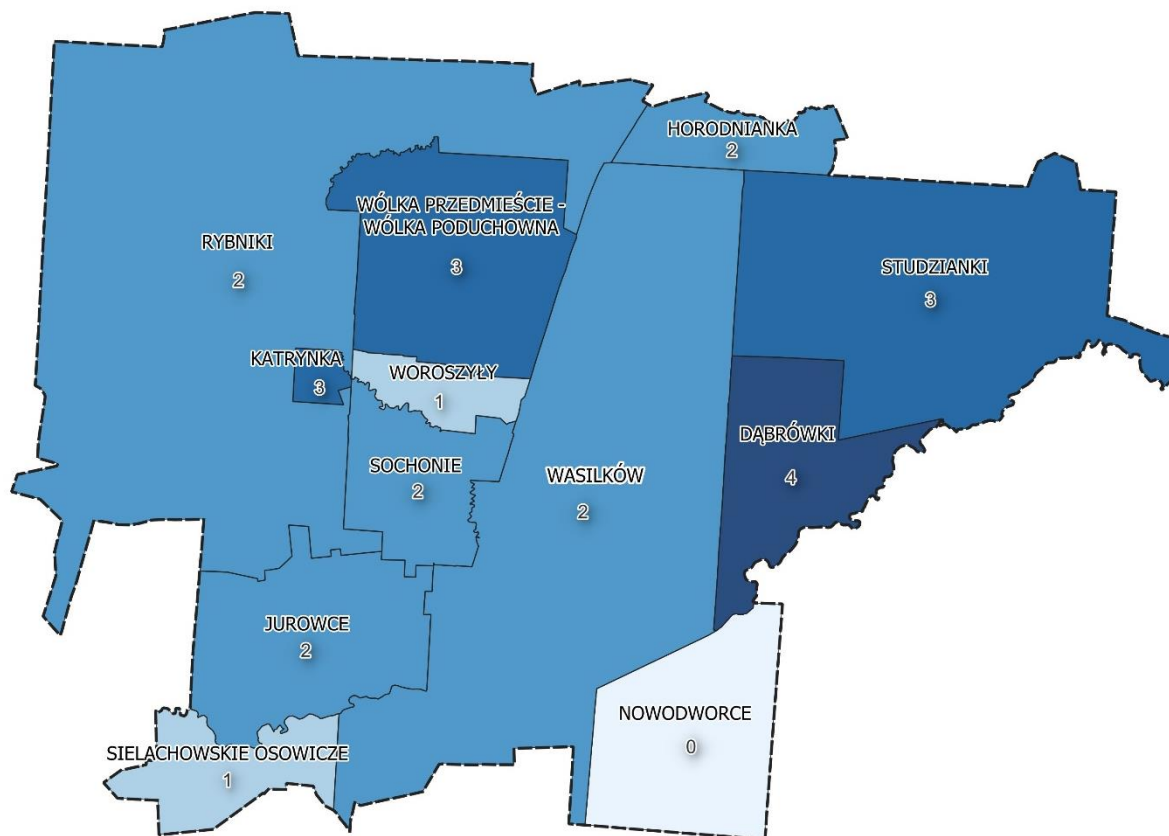 HORODNIANKA
2
WÓLKA PRZEDMIEŚCIE -
WÓLKA PODUCHOWNA
3
RYBNIKI
2
STUDZIANKI
3
KATRYNKA
3
WOROSZYŁY
1
DĄBRÓWKI
4
SOCHONIE
2
WASILKÓW
2
JUROWCE
2
NOWODWORCE
0
SIELACHOWSKIE OSOWICZE
1